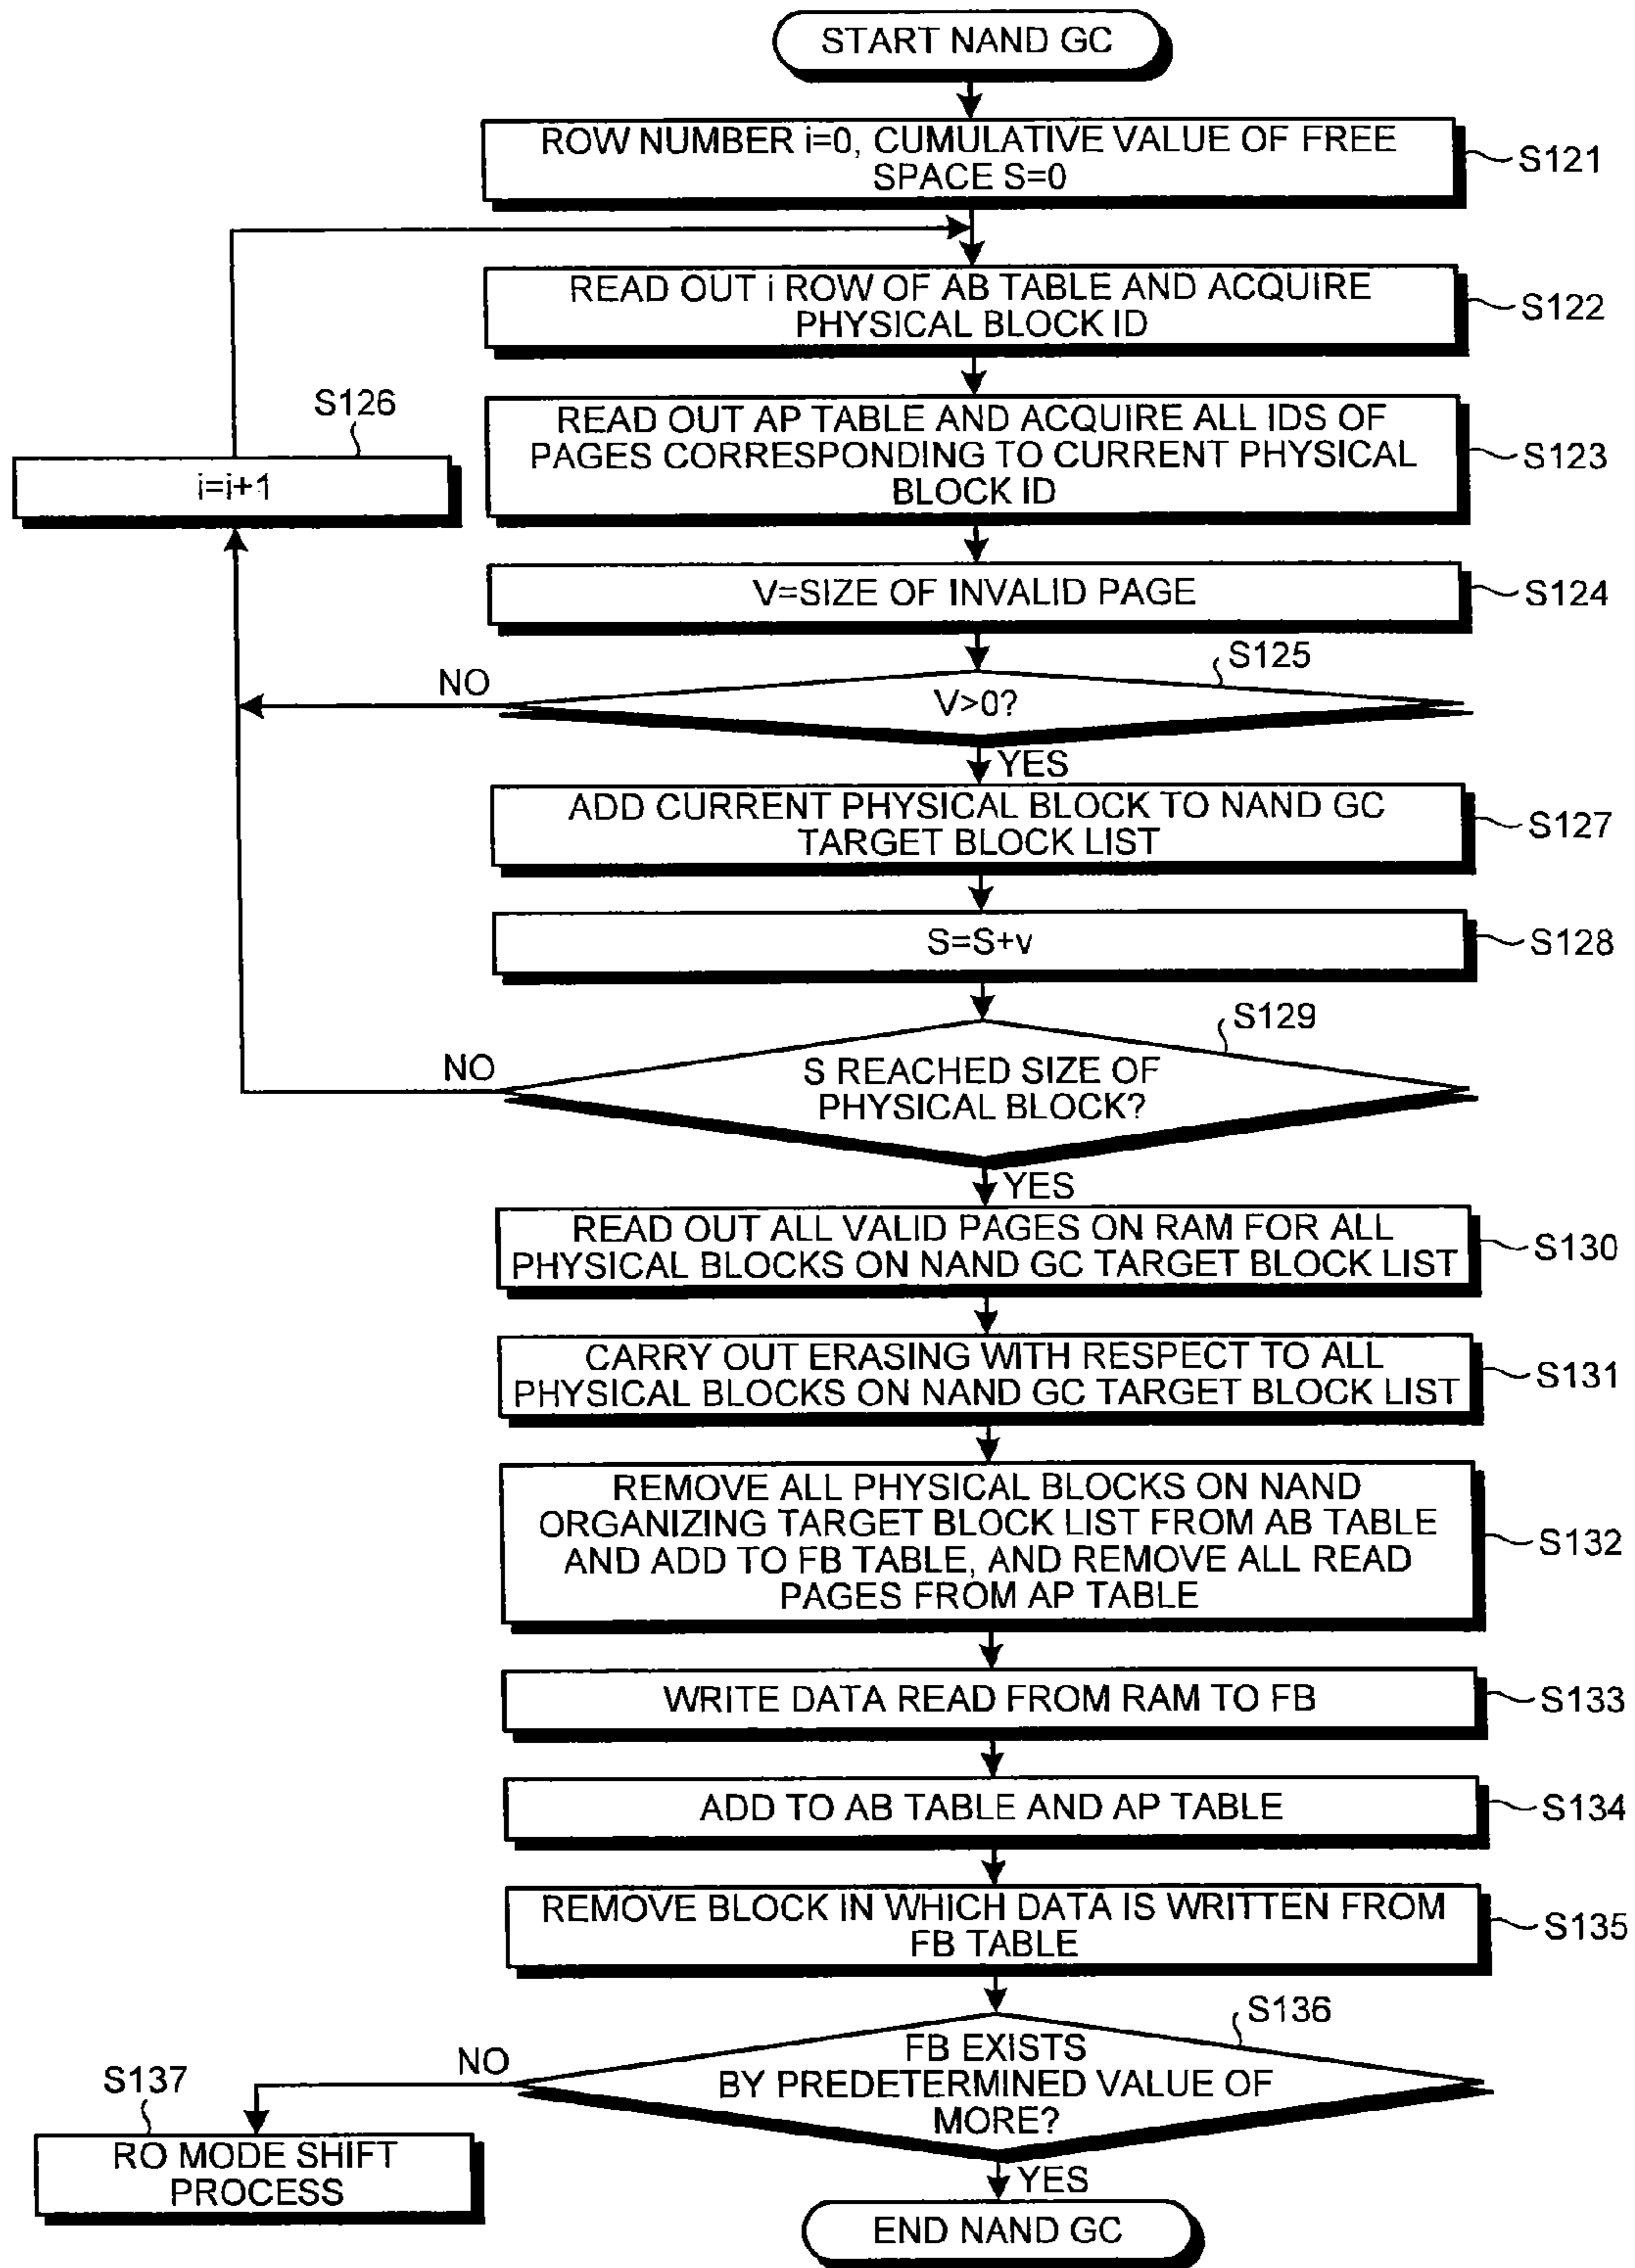 START NAND GC
ROW NUMBER i=0, CUMULATIVE VALUE OF FREE
SPACE S=0
S121
READ OUT i ROW OF AB TABLE AND ACQUIRE
PHYSICAL BLOCK ID
S122
S126
i=i+1
READ OUT AP TABLE AND ACQUIRE ALL IDS OF
PAGES CORRESPONDING TO CURRENT PHYSICAL
BLOCK ID
S123
V=SIZE OF INVALID PAGE
S124
S125
NO
V>0?
YES
ADD CURRENT PHYSICAL BLOCK TO NAND GC
TARGET BLOCK LIST
S127
S=S+v
S128
S129
NO
S REACHED SIZE OF
PHYSICAL BLOCK?
YES
READ OUT ALL VALID PAGES ON RAM FOR ALL
PHYSICAL BLOCKS ON NAND GC TARGET BLOCK LIST
S130
CARRY OUT ERASING WITH RESPECT TO ALL
PHYSICAL BLOCKS ON NAND GC TARGET BLOCK LIST
S131
REMOVE ALL PHYSICAL BLOCKS ON NAND
ORGANIZING TARGET BLOCK LIST FROM AB TABLE
AND ADD TO FB TABLE, AND REMOVE ALL READ
PAGES FROM AP TABLE
S132
WRITE DATA READ FROM RAM TO FB
S133
ADD TO AB TABLE AND AP TABLE
S134
REMOVE BLOCK IN WHICH DATA IS WRITTEN FROM
FB TABLE
S135
S136
NO
FB EXISTS
BY PREDETERMINED VALUE OF
MORE?
YES
S137
RO MODE SHIFT
PROCESS
END NAND GC